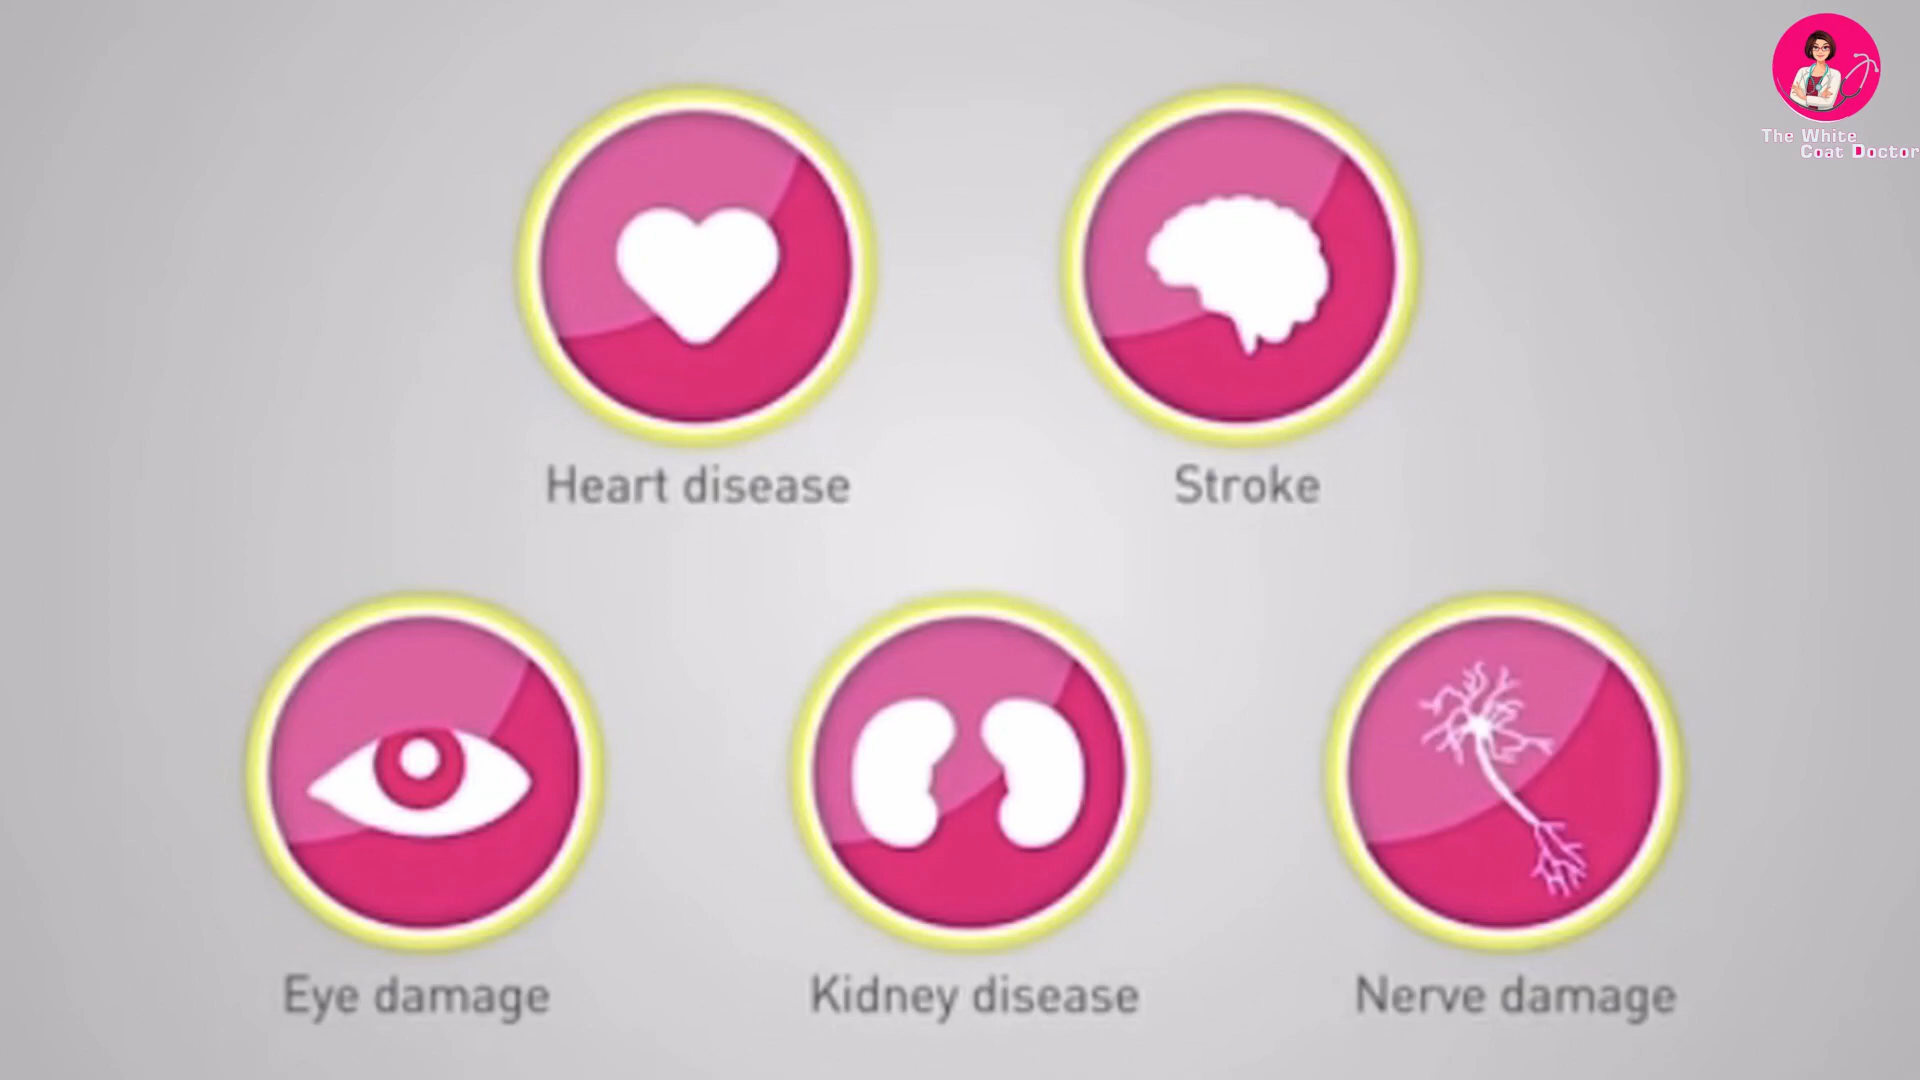 The White
Coat Doctor
Heart disease
Stroke
Eye damage
Kidney disease
Nerve damage